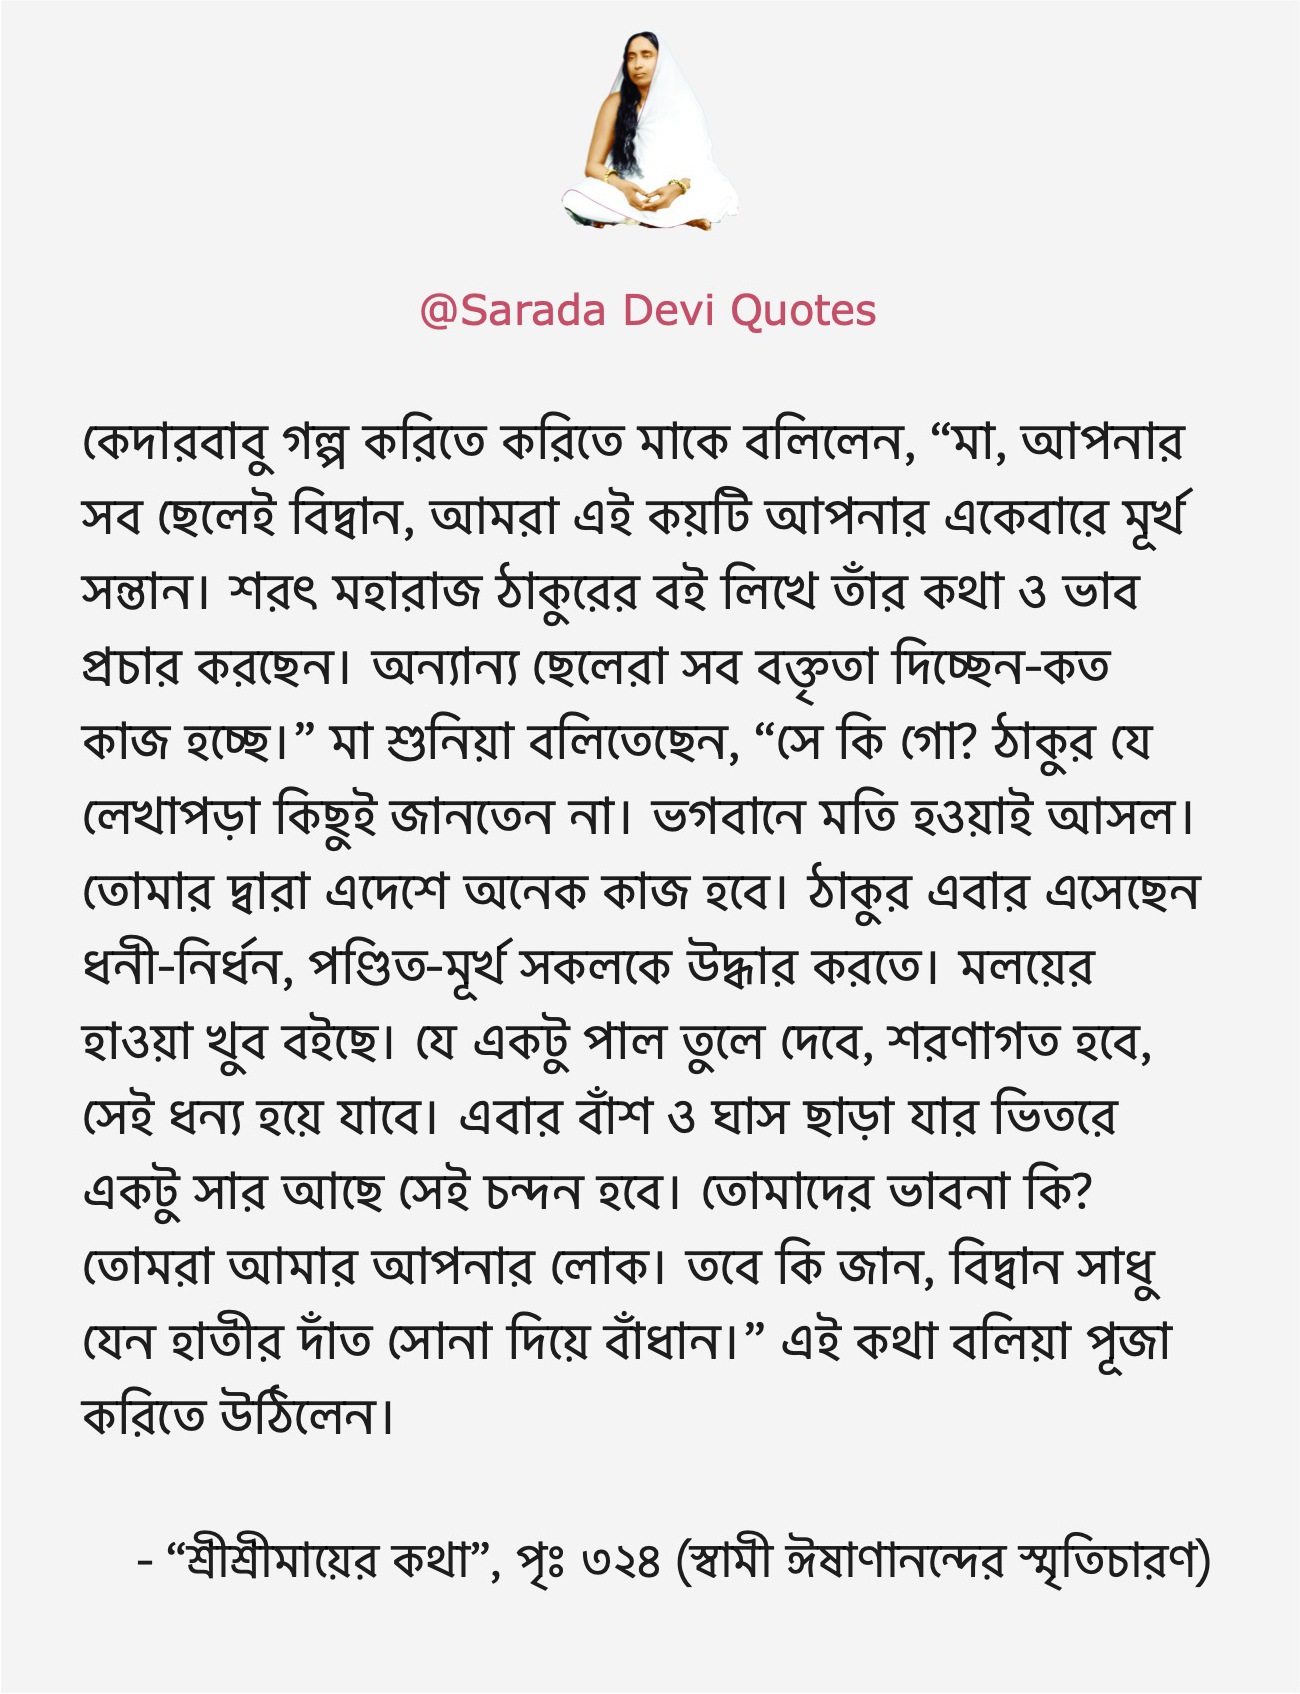 @Sarada Devi Quotes
কেদারবাবু গল্প করিতে করিতে মাকে বলিলেন, “মা, আপনার
সব ছেলেই বিদ্বান, আমরা এই কয়টি আপনার একেবারে মূর্খ
সন্তান। শরৎ মহারাজ ঠাকুরের বই লিখে তাঁর কথা ও ভাব
প্রচার করছেন। অন্যান্য ছেলেরা সব বক্তৃতা দিচ্ছেন-কত
কাজ হচ্ছে।” মা শুনিয়া বলিতেছেন, “সে কি গো? ঠাকুর যে
লেখাপড়া কিছুই জানতেন না। ভগবানে মতি হওয়াই আসল।
তোমার দ্বারা এদেশে অনেক কাজ হবে। ঠাকুর এবার এসেছেন
ধনী-নির্ধন, পণ্ডিত-মূর্খ সকলকে উদ্ধার করতে। মলয়ের
হাওয়া খুব বইছে। যে একটু পাল তুলে দেবে, শরণাগত হবে,
সেই ধন্য হয়ে যাবে। এবার বাঁশ ও ঘাস ছাড়া যার ভিতরে
একটু সার আছে সেই চন্দন হবে। তোমাদের ভাবনা কি?
তোমরা আমার আপনার লোক। তবে কি জান, বিদ্বান সাধু
যেন হাতীর দাঁত সোনা দিয়ে বাঁধান।” এই কথা বলিয়া পূজা
করিতে উঠিলেন।
- “শ্রীশ্রীমায়ের কথা”, পৃঃ ৩২৪ (স্বামী ঈষাণানন্দের স্মৃতিচারণ)